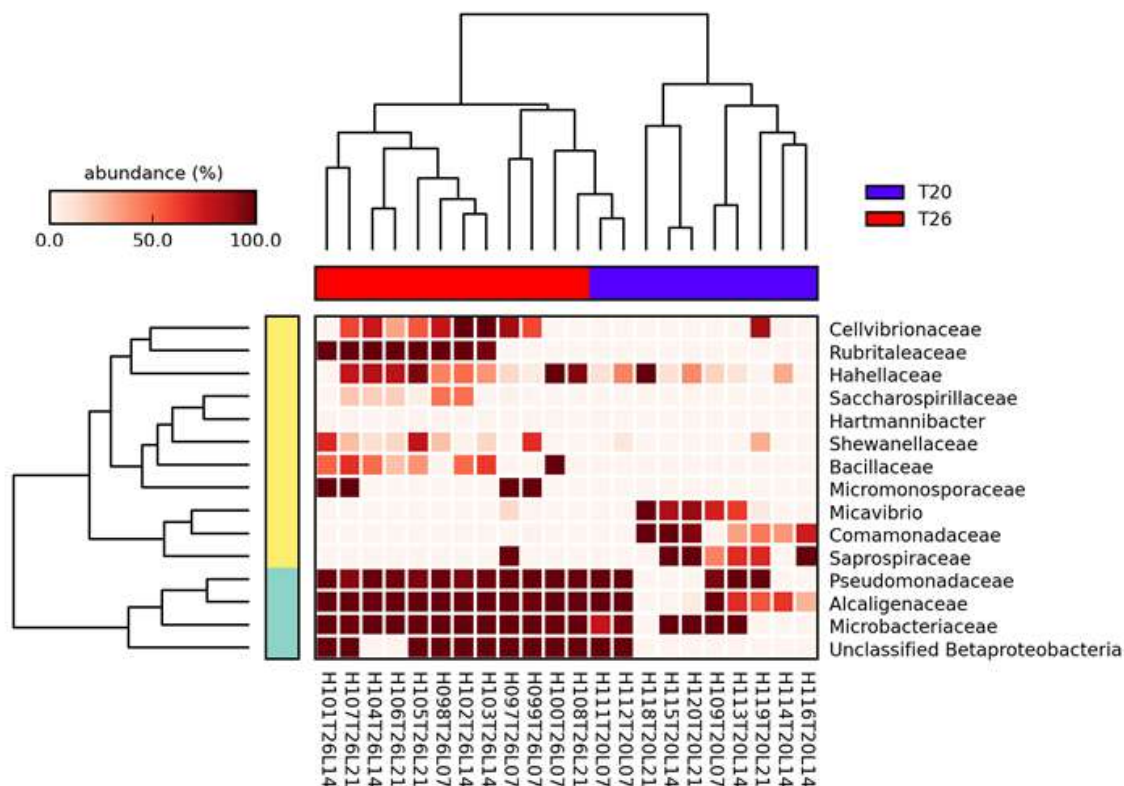 abundance (%)
0.0 50.0 100.0
T20
T26
Cellvibrionaceae
Rubritaleaceae
Hahellaceae
Saccharospirillaceae
Hartmannibacter
Shewanellaceae
Bacillaceae
Micromonosporaceae
Micavibrio
Comamonadaceae
Saprospiraceae
Pseudomonadaceae
Alcaligenaceae
Microbacteriaceae
Unclassified Betaproteobacteria
H101T26L14
H107T26L21
H104T26L14
H106T26L21
H105T26L21
H098T26L07
H102T26L14
H103T26L14
H097T26L07
H099T26L07
H100T26L07
H108T26L21
H111T20L07
H112T20L07
H118T20L21
H115T20L14
H120T20L21
H109T20L07
H113T20L14
H119T20L21
H114T20L14
H116T20L14